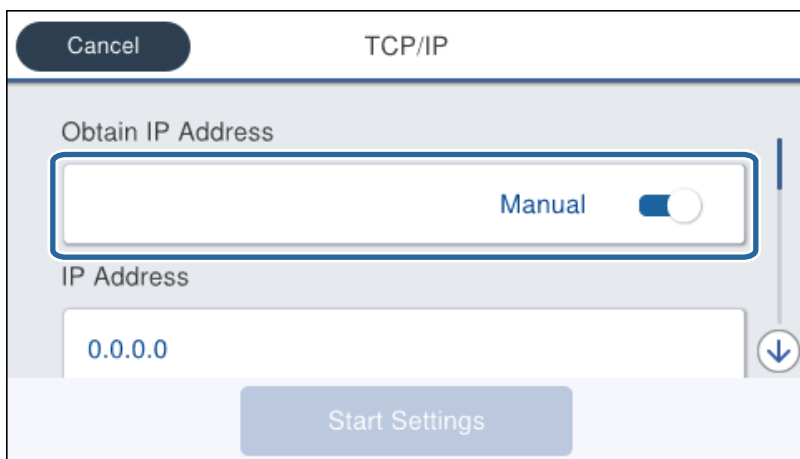 Cancel
TCP/IP
Obtain IP Address
Manual
IP Address
0.0.0.0
Start Settings